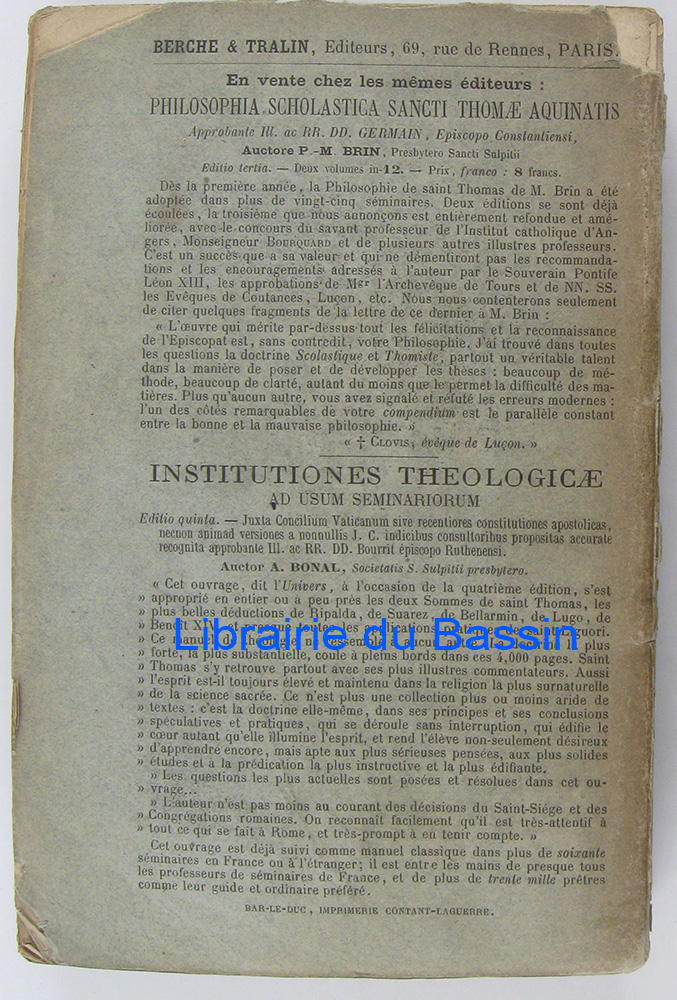 BERCHE & TRALIN, Editeurs, 69, rue de Rennes, PARIS.
En vente chez les mêmes éditeurs :
PHILOSOPHIA SCHOLASTICA SANCTI THOMÆ AQUINATIS
Approbante Ill. ac RR. DD. GERMAIN, Episcopo Constantiensi,
Auctore P.-M. BRIN, Presbytero Sancti Sulpitii
Editio tertia. — Deux volumes in-12. — Prix, franco : 8 francs.
Dès la première année, la Philosophie de saint Thomas de M. Brin a été
adoptée dans plus de vingt-cinq séminaires. Deux éditions se sont déjà
écoulées, la troisième que nous annonçons est entièrement refondue et amé-
liorée, avec le concours du savant professeur de l'Institut catholique d'An-
gers, Monseigneur BOURQUARD et de plusieurs autres illustres professeurs.
C'est un succès que a sa valeur et qui ne démentiront pas les recommanda-
tions et les encouragements adressés à l'auteur par le Souverain Pontife
Léon XIII, les approbations de Mgr l'Archevêque de Tours et de NN. SS.
les Evêques de Coutances, Luçon, etc. Nous nous contenterons seulement
de citer quelques fragments de la lettre de ce dernier à M. Brin :
« L'œuvre qui mérite par-dessus tout les félicitations et la reconnaissance
de l'Episcopat est, sans contredit, votre Philosophie. J'ai trouvé dans toutes
les questions la doctrine Scolastique et Thomiste, partout un véritable talent
dans la manière de poser et de développer les thèses : beaucoup de mé-
thode, beaucoup de clarté, autant du moins que le permet la difficulté des ma-
tières. Plus qu'aucun autre, vous avez signalé et réfuté les erreurs modernes :
l'un des côtés remarquables de votre compendium est le parallèle constant
entre la bonne et la mauvaise philosophie. »
« † CLOVIS, évêque de Luçon. »
INSTITUTIONES THEOLOGICÆ
AD USUM SEMINARIORUM
Editio quinta. — Juxta Concilium Vaticanum sive recentiores constitutiones apostolicas,
necnon animad versiones a nonnullis J. C. indicibus consultoribus propositas accurate
recognita approbante Ill. ac RR. DD. Bourrit épiscopo Ruthenensi.
Auctor A. BONAL, Societatis S. Sulpitii presbytero.
« Cet ouvrage, dit l'Univers, à l'occasion de la quatrième édition, s'est
» approprié en entier ou à peu près les deux Sommes de saint Thomas, les
» plus belles déductions de Ripalda, de Suarez, de Bellarmin, de Lugo, de
» Benoît XIV et presque toutes les applications pratiques de saint Liguori.
» Ce manuel de théologie ne ressemble à aucun autre. La doctrine la plus
» forte, la plus substantielle, coule à pleins bords dans ces 4,000 pages. Saint
» Thomas s'y retrouve partout avec ses plus illustres commentateurs. Aussi
» l'esprit est-il toujours élevé et maintenu dans la religion la plus surnaturelle
» de la science sacrée. Ce n'est plus une collection plus ou moins aride de
» textes : c'est la doctrine elle-même, dans ses principes et ses conclusions
» spéculatives et pratiques, qui se déroule sans interruption, qui édifie le
» cœur autant qu'elle illumine l'esprit, et rend l'élève non-seulement désireux
» d'apprendre encore, mais apte aux plus sérieuses pensées, aux plus solides
» études et à la prédication la plus instructive et la plus édifiante.
» Les questions les plus actuelles sont posées et résolues dans cet ou-
» vrage...
» L'auteur n'est pas moins au courant des décisions du Saint-Siége et des
» Congrégations romaines. On reconnaît facilement qu'il est très-attentif à
» tout ce qui se fait à Rome, et très-prompt à en tenir compte. »
Cet ouvrage est déjà suivi comme manuel classique dans plus de soixante
séminaires en France ou à l'étranger; il est entre les mains de presque tous
les professeurs de séminaires de France, et de plus de trente mille prêtres
comme leur guide et ordinaire préféré.
BAR-LE-DUC, IMPRIMERIE CONTANT-LAGUERRE.
Librairie du Bassin